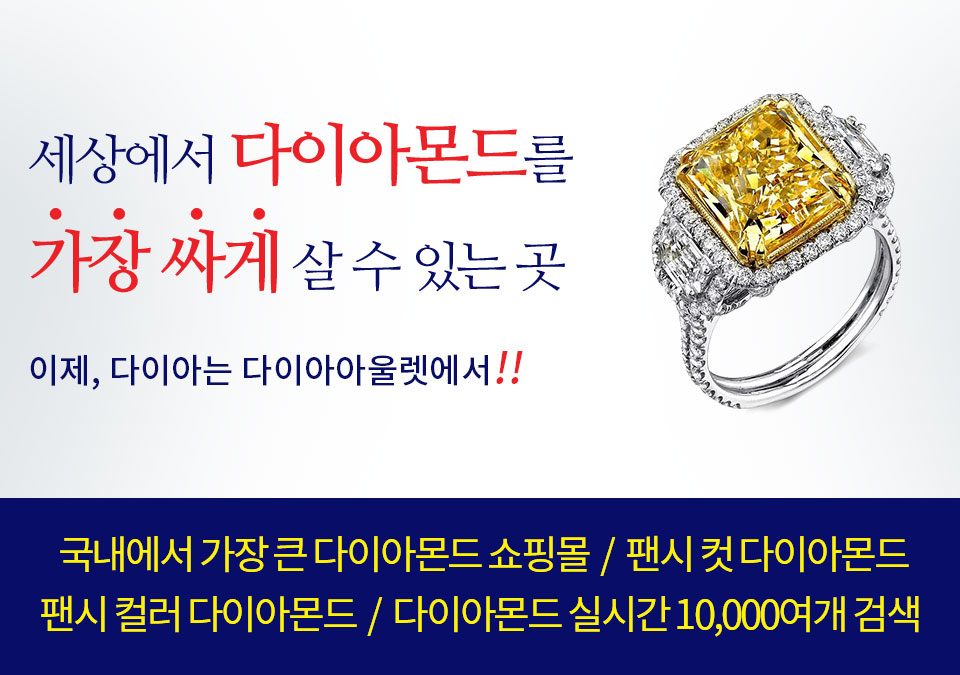 세상에서 다이아몬드를
가장 싸게 살 수 있는 곳
이제, 다이아는 다이아아울렛에서!!
국내에서 가장 큰 다이아몬드 쇼핑몰 / 팬시 컷 다이아몬드
팬시 컬러 다이아몬드 / 다이아몬드 실시간 10,000여개 검색